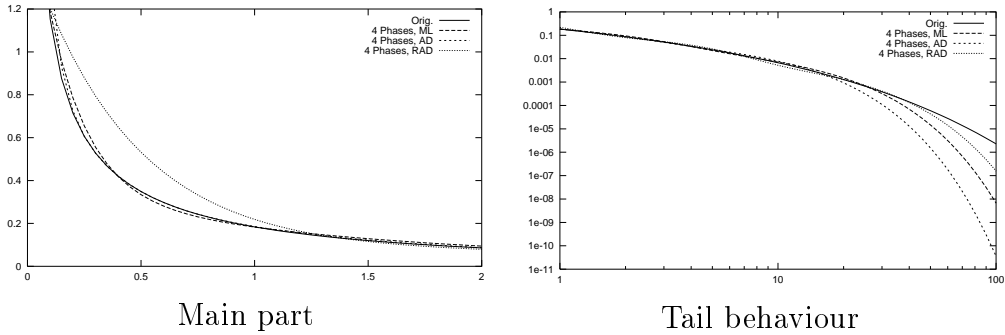 1.2
1
0.8
0.6
0.4
0.2
0
0
0.5
1
1.5
2
Orig.
4 Phases, ML
4 Phases, AD
4 Phases, RAD
Main part
1
0.1
0.01
0.001
0.0001
1e-05
1e-06
1e-07
1e-08
1e-09
1e-10
1e-11
1
10
100
Orig.
4 Phases, ML
4 Phases, AD
4 Phases, RAD
Tail behaviour